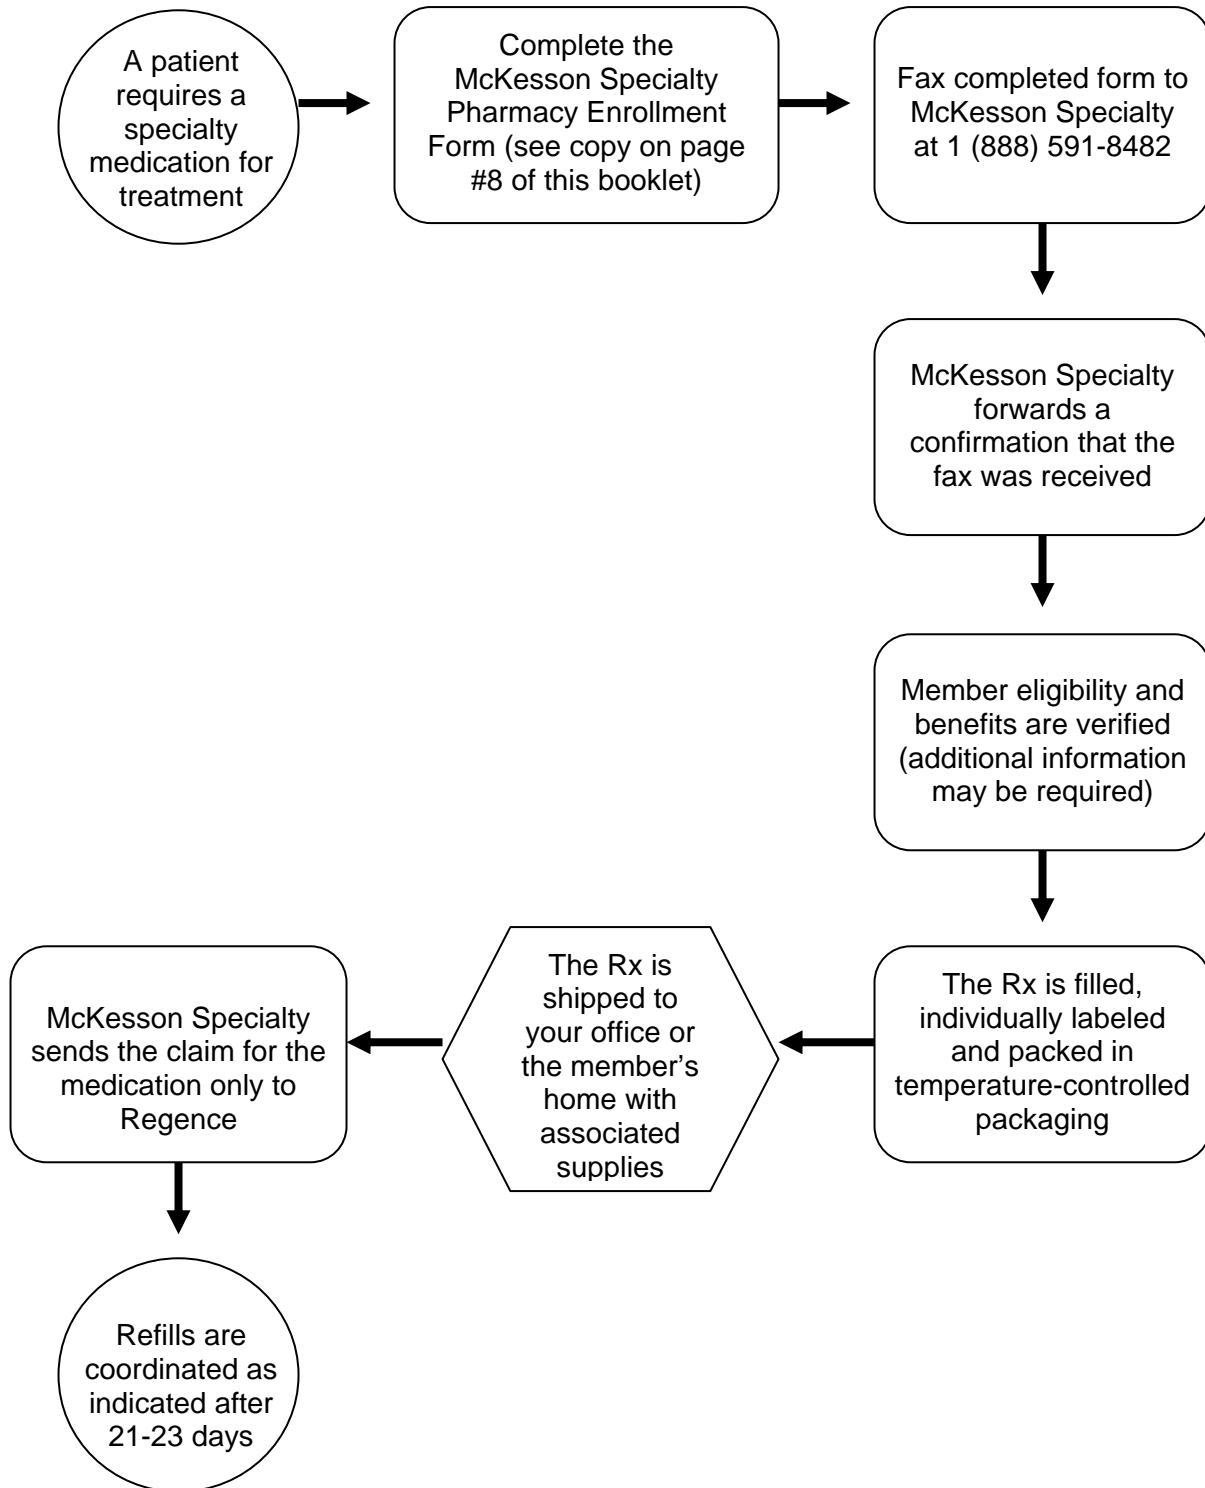 A patient
requires a
specialty
medication for
treatment
Complete the
McKesson Specialty
Pharmacy Enrollment
Form (see copy on page
#8 of this booklet)
Fax completed form to
McKesson Specialty
at 1 (888) 591-8482
McKesson Specialty
forwards a
confirmation that the
fax was received
Member eligibility and
benefits are verified
(additional information
may be required)
The Rx is filled,
individually labeled
and packed in
temperature-controlled
packaging
The Rx is
shipped to
your office or
the member’s
home with
associated
supplies
McKesson Specialty
sends the claim for the
medication only to
Regence
Refills are
coordinated as
indicated after
21-23 days